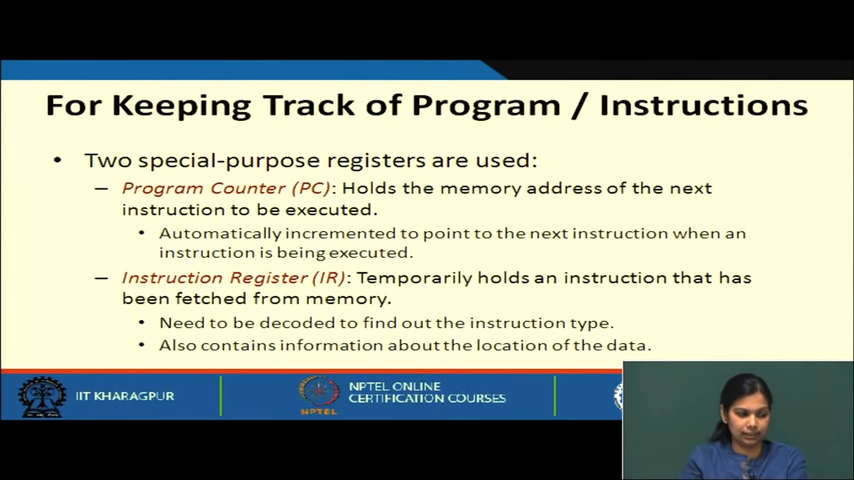 For Keeping Track of Program / Instructions
• Two special-purpose registers are used:
– Program Counter (PC): Holds the memory address of the next
instruction to be executed.
• Automatically incremented to point to the next instruction when an
instruction is being executed.
– Instruction Register (IR): Temporarily holds an instruction that has
been fetched from memory.
• Need to be decoded to find out the instruction type.
• Also contains information about the location of the data.
IIT KHARAGPUR
NPTEL
NPTEL ONLINE
CERTIFICATION COURSES